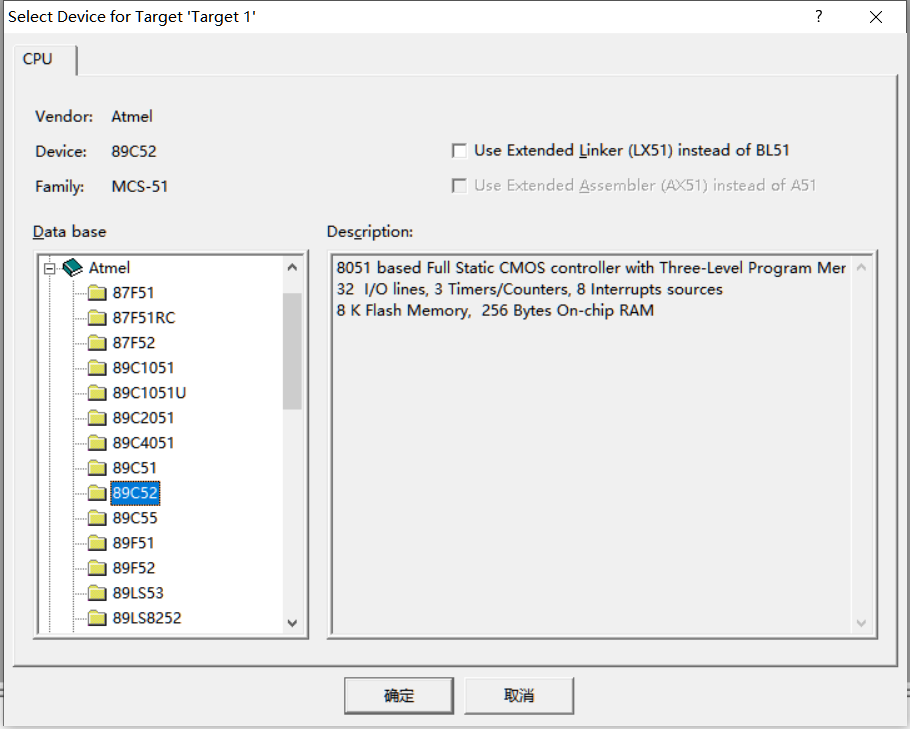 Select Device for Target 'Target 1'
CPU
Vendor: Atmel
Device: 89C52
Use Extended Linker (LX51) instead of BL51
Family: MCS-51
Use Extended Assembler (AX51) instead of A51
Data base
Description:
Atmel
87F51
87F51RC
87F52
89C1051
89C1051U
89C2051
89C4051
89C51
89C52
89C55
89F51
89F52
89LS53
89LS8252
8051 based Full Static CMOS controller with Three-Level Program Mer
32 I/O lines, 3 Timers/Counters, 8 Interrupts sources
8 K Flash Memory, 256 Bytes On-chip RAM
确定
取消